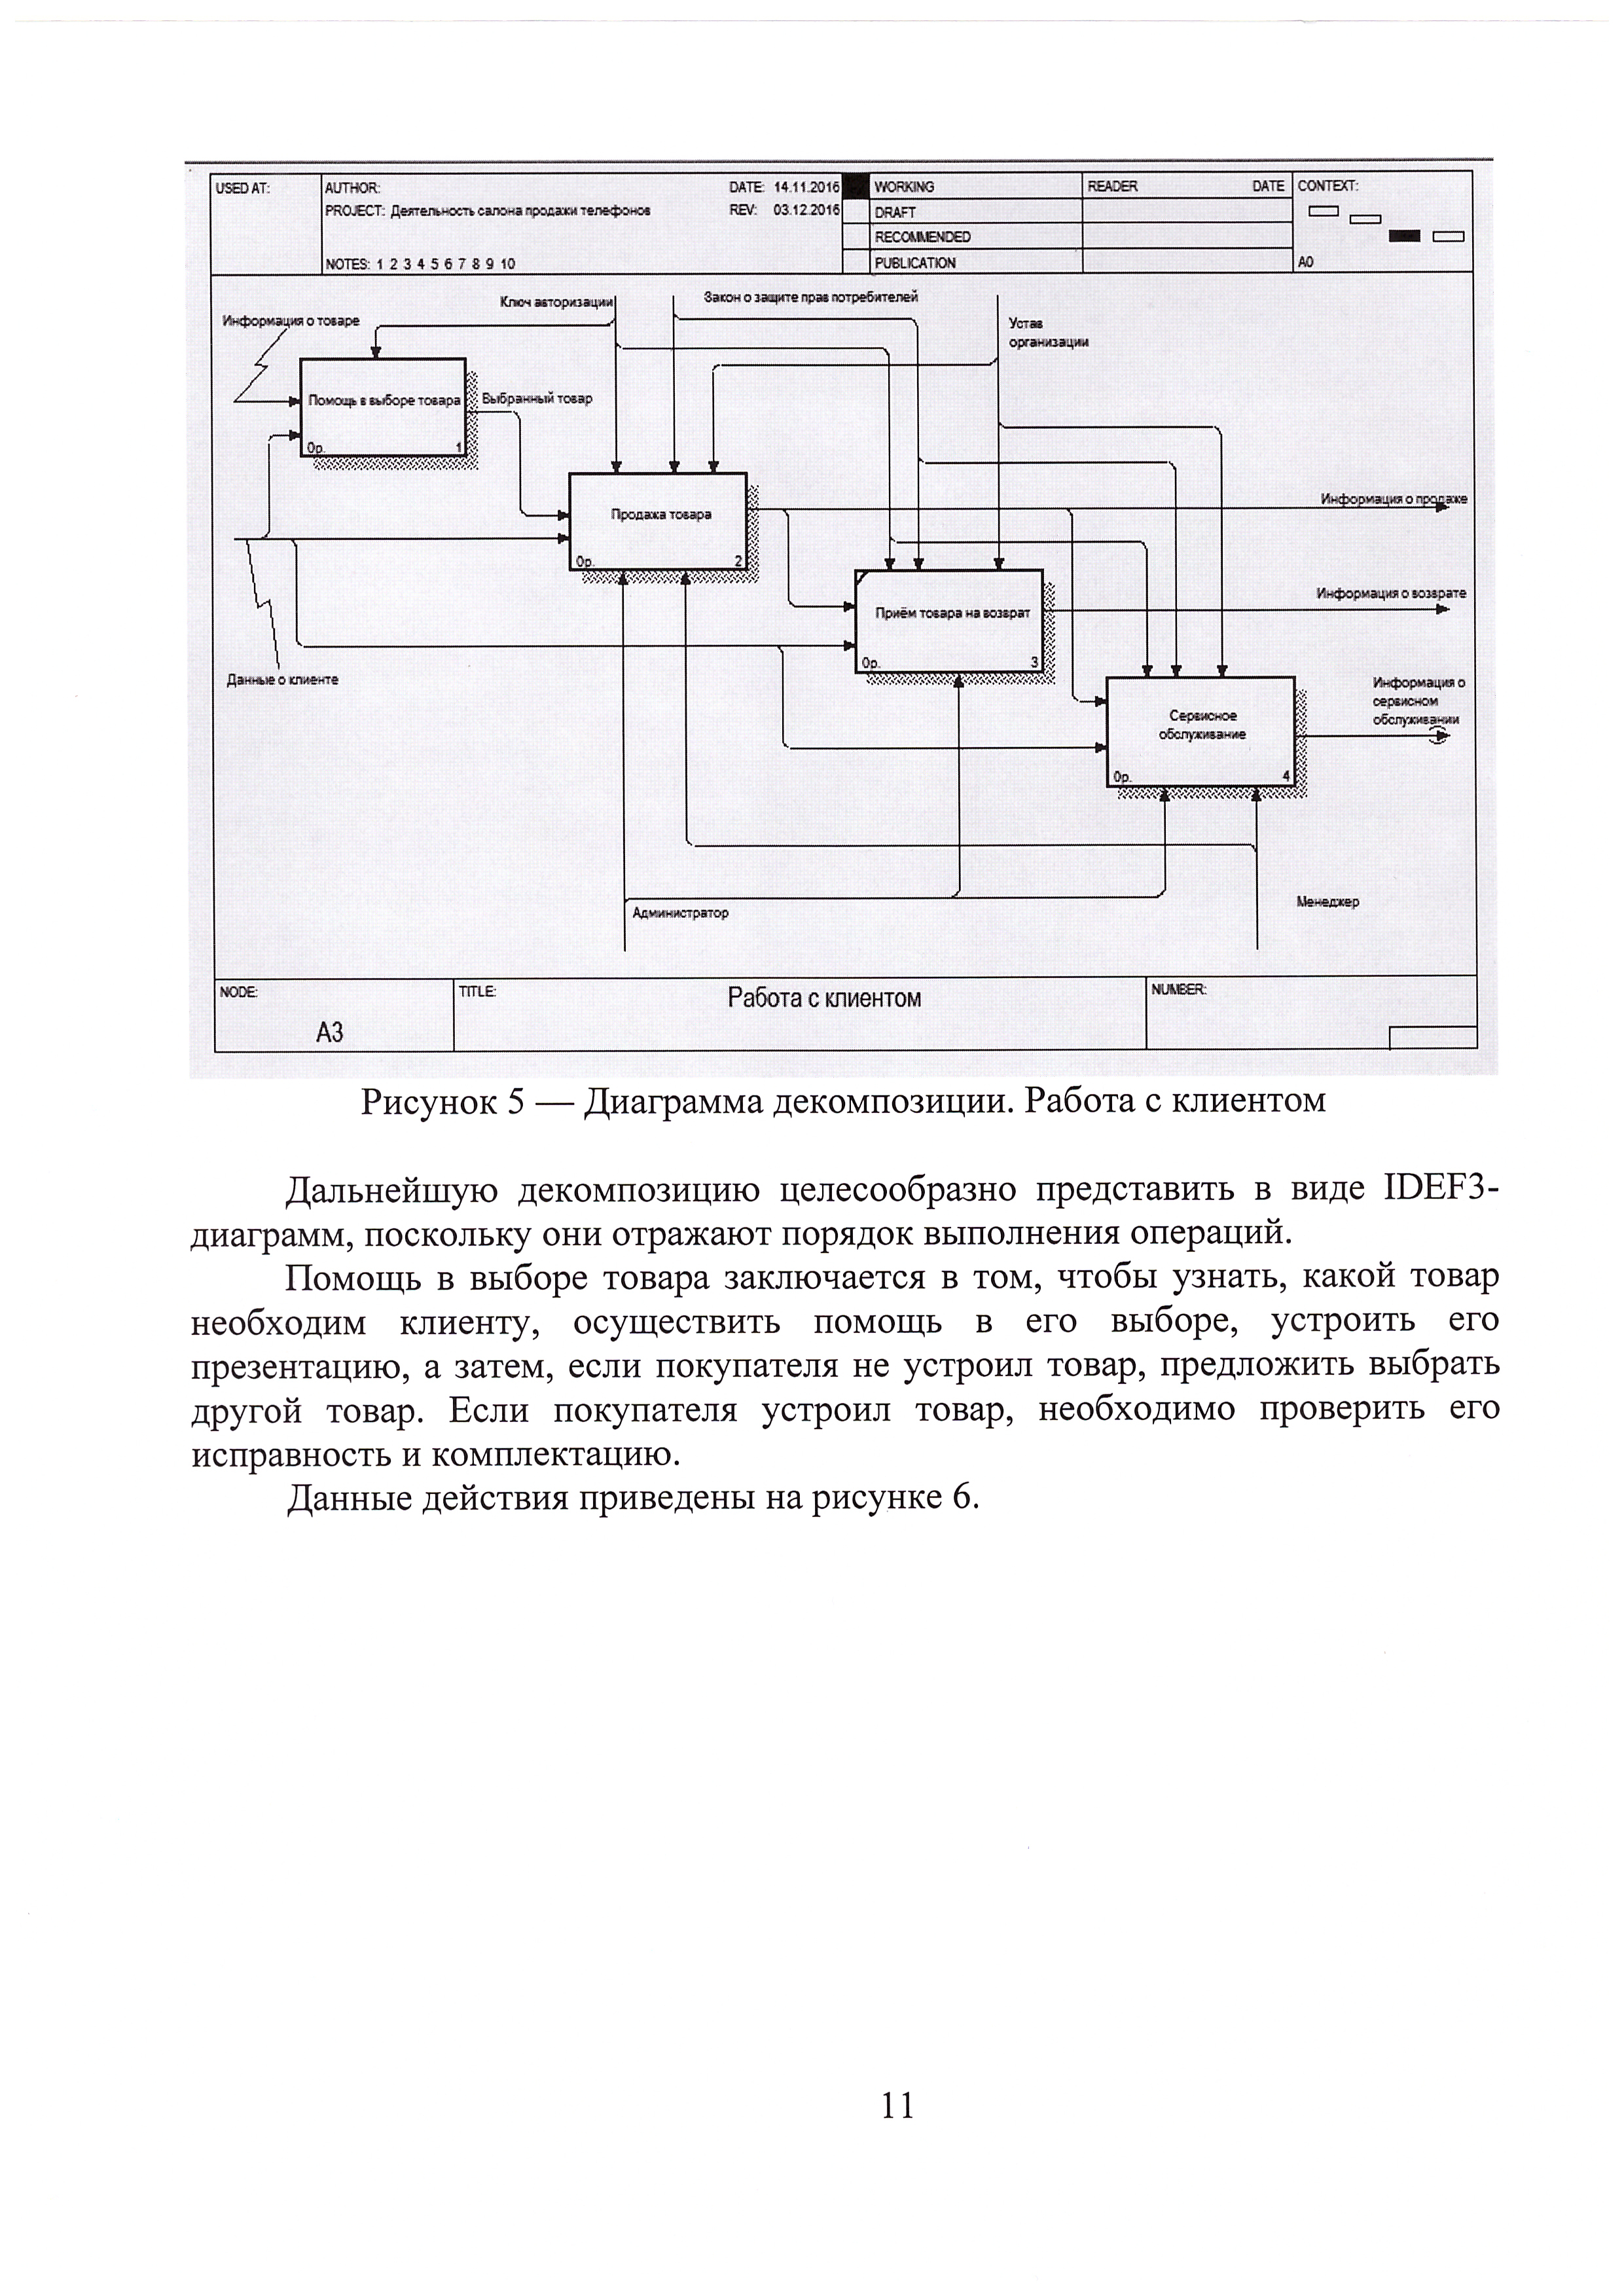 USED AT:
AUTHOR:
DATE: 14.11.2016
WORKING
READER
DATE
CONTEXT:
PROJECT: Деятельность салона продажи телефонов
REV: 03.12.2016
DRAFT
RECOMMENDED
NOTES: 1 2 3 4 5 6 7 8 9 10
PUBLICATION
A0
Ключ авторизации
Закон о защите прав потребителей
Информация о товаре
Устав
организации
Помощь в выборе товара
0р.
1
Выбранный товар
Продажа товара
0р.
2
Информация о продаже
Приём товара на возврат
0р.
3
Информация о возврате
Данные о клиенте
Сервисное
обслуживание
0р.
4
Информация о
сервисном
обслуживании
Администратор
Менеджер
NODE:
A3
TITLE:
Работа с клиентом
NUMBER:
Рисунок 5 — Диаграмма декомпозиции. Работа с клиентом
Дальнейшую декомпозицию целесообразно представить в виде IDEF3-
диаграмм, поскольку они отражают порядок выполнения операций.
Помощь в выборе товара заключается в том, чтобы узнать, какой товар
необходим клиенту, осуществить помощь в его выборе, устроить его
презентацию, а затем, если покупателя не устроил товар, предложить выбрать
другой товар. Если покупателя устроил товар, необходимо проверить его
исправность и комплектацию.
Данные действия приведены на рисунке 6.
11